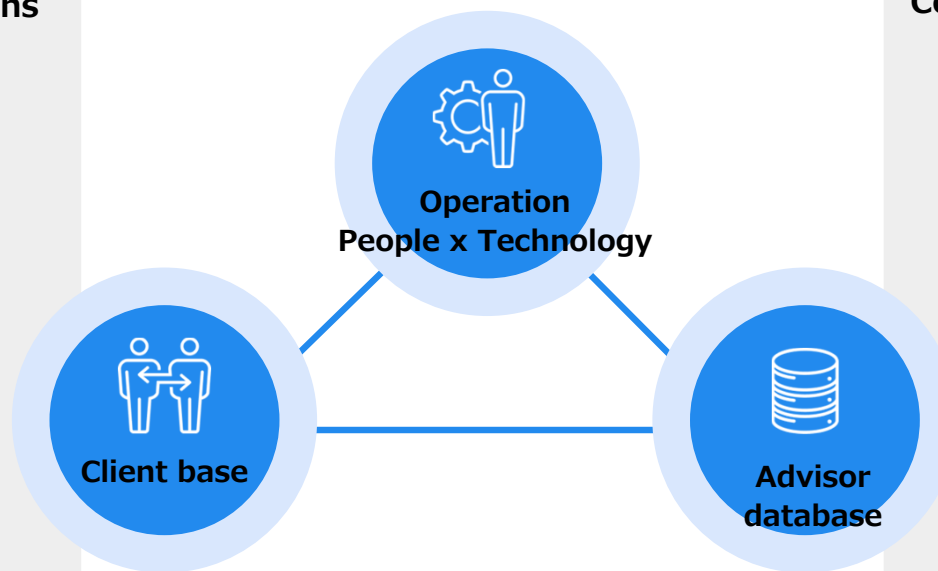 Operation
People x Technology
Client base
Advisor
database